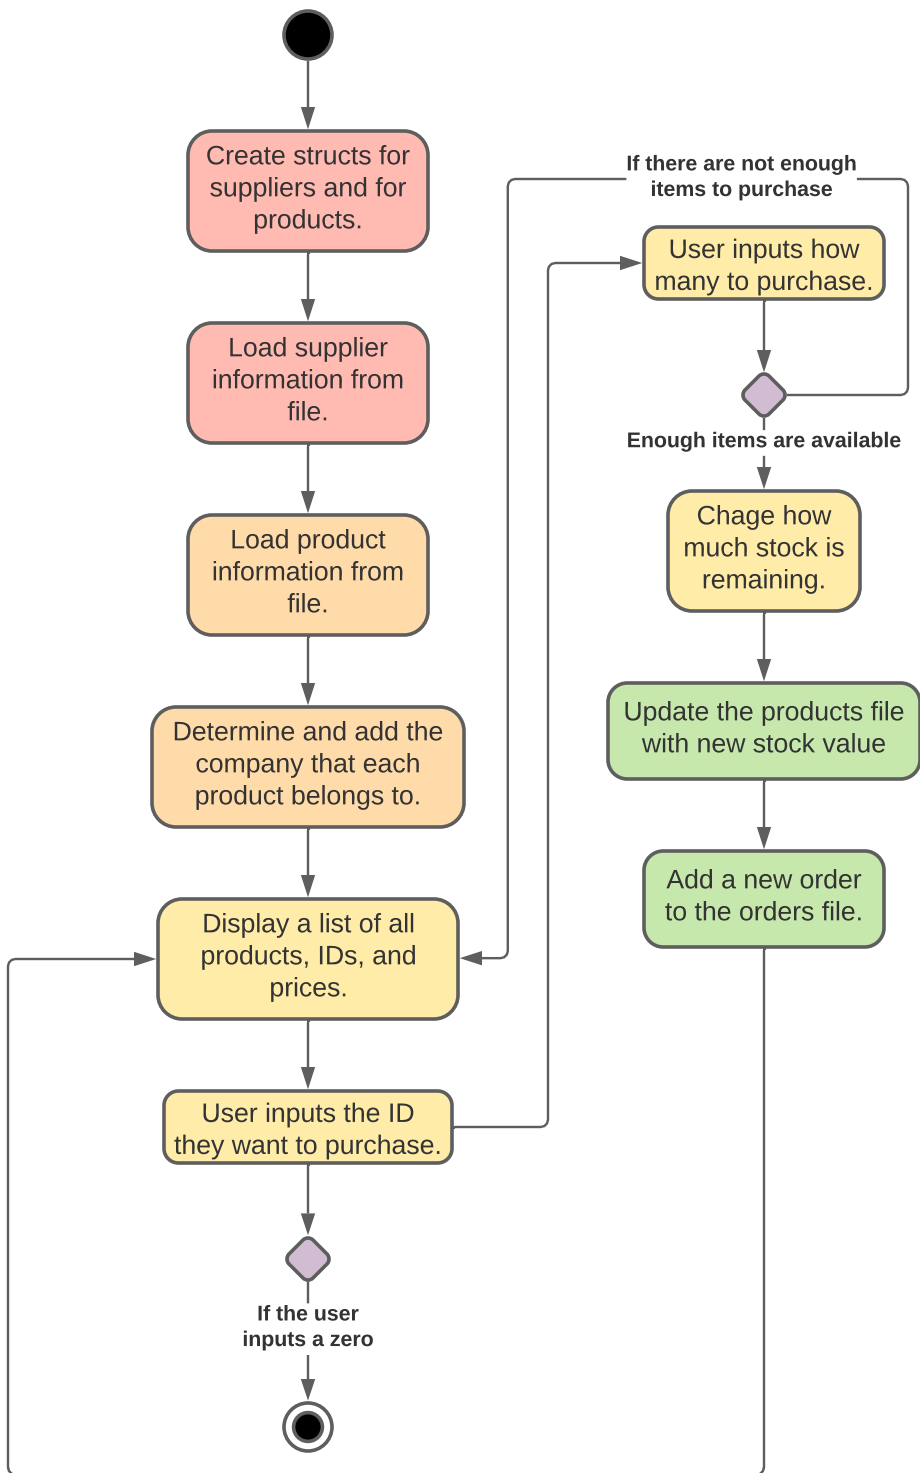 Create structs for
suppliers and for
products.
Load supplier
information from
file.
Load product
information from
file.
Determine and add the
company that each
product belongs to.
Display a list of all
products, IDs, and
prices.
User inputs the ID
they want to purchase.
If the user
inputs a zero
If there are not enough
items to purchase
User inputs how
many to purchase.
Enough items are available
Chage how
much stock is
remaining.
Update the products file
with new stock value
Add a new order
to the orders file.